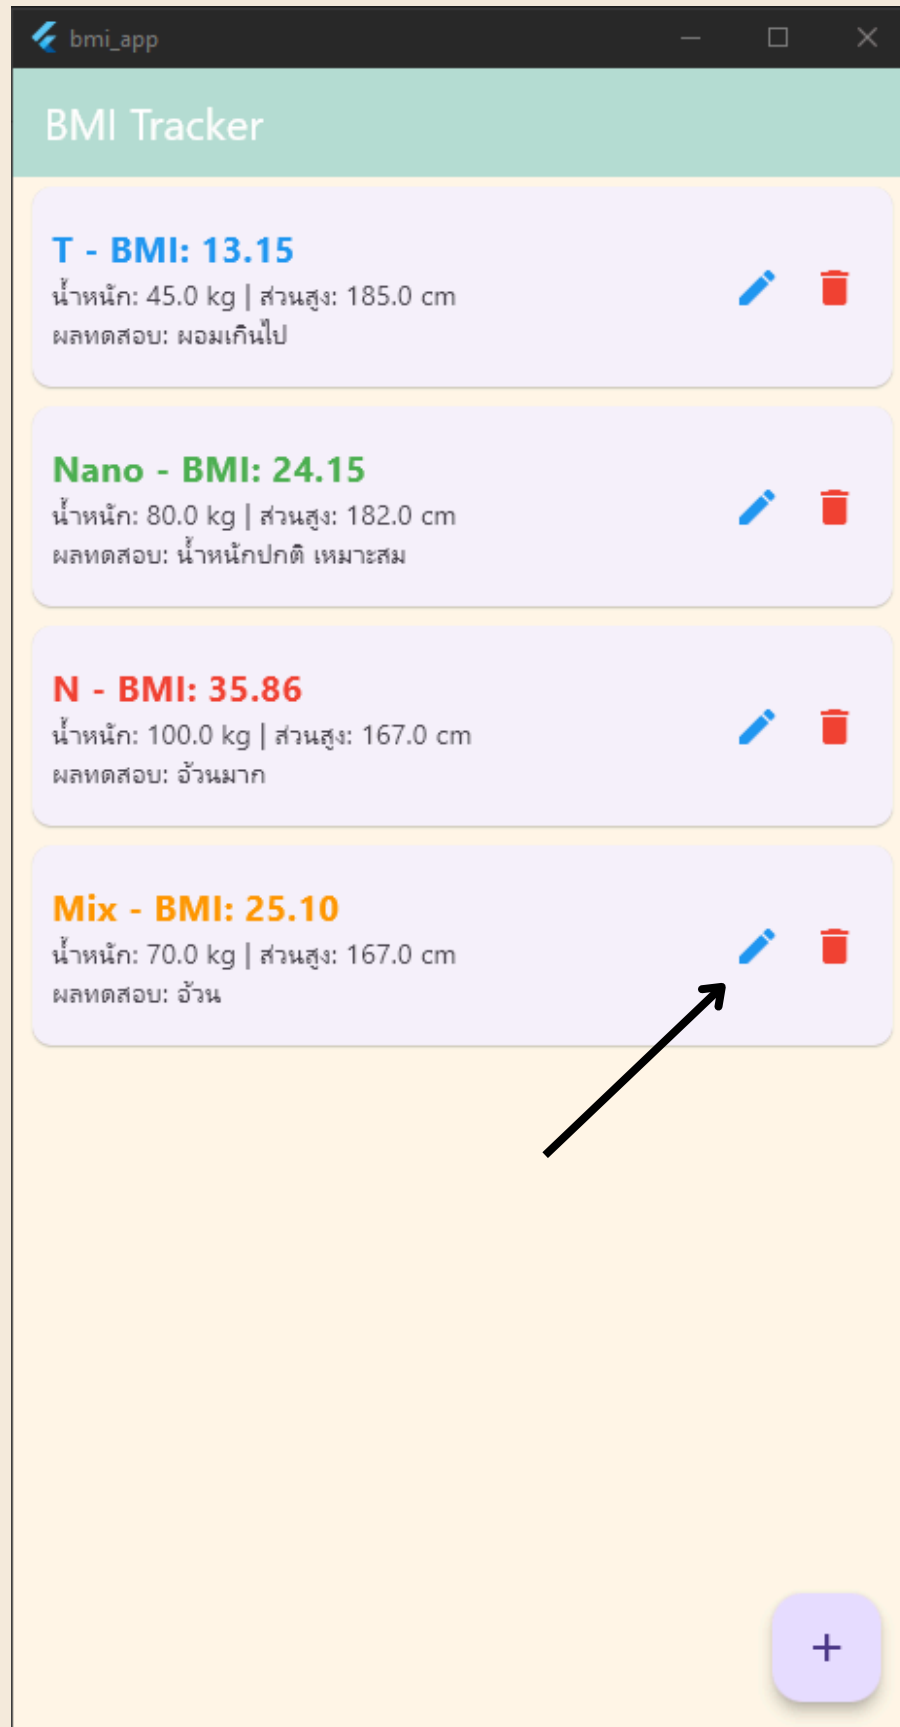 bmi_app
BMI Tracker
T - BMI: 13.15
น้ำหนัก: 45.0 kg | ส่วนสูง: 185.0 cm
ผลทดสอบ: ผอมเกินไป
Nano - BMI: 24.15
น้ำหนัก: 80.0 kg | ส่วนสูง: 182.0 cm
ผลทดสอบ: น้ำหนักปกติ เหมาะสม
N - BMI: 35.86
น้ำหนัก: 100.0 kg | ส่วนสูง: 167.0 cm
ผลทดสอบ: อ้วนมาก
Mix - BMI: 25.10
น้ำหนัก: 70.0 kg | ส่วนสูง: 167.0 cm
ผลทดสอบ: อ้วน
+